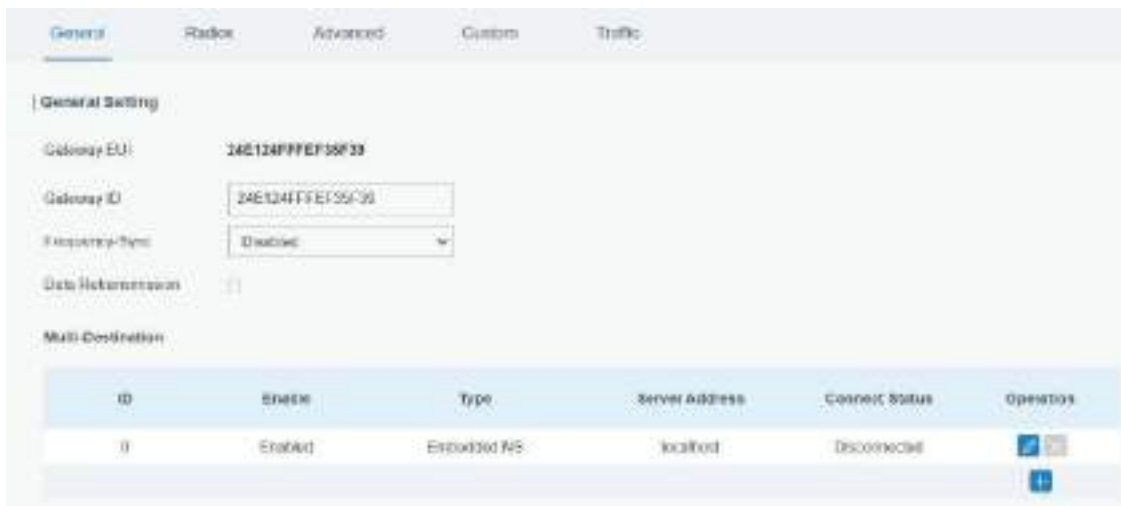 General Radios Advanced Custom Traffic
General Setting
Gateway EUI 24E124FFFEF35F39
Gateway ID 24E124FFFEF35F39
Frequency-Sync Disabled
Data Retransmission
Multi-Destination
ID Enable Type Server Address Connect Status Operation
0 Enabled Embedded NS localhost Disconnected